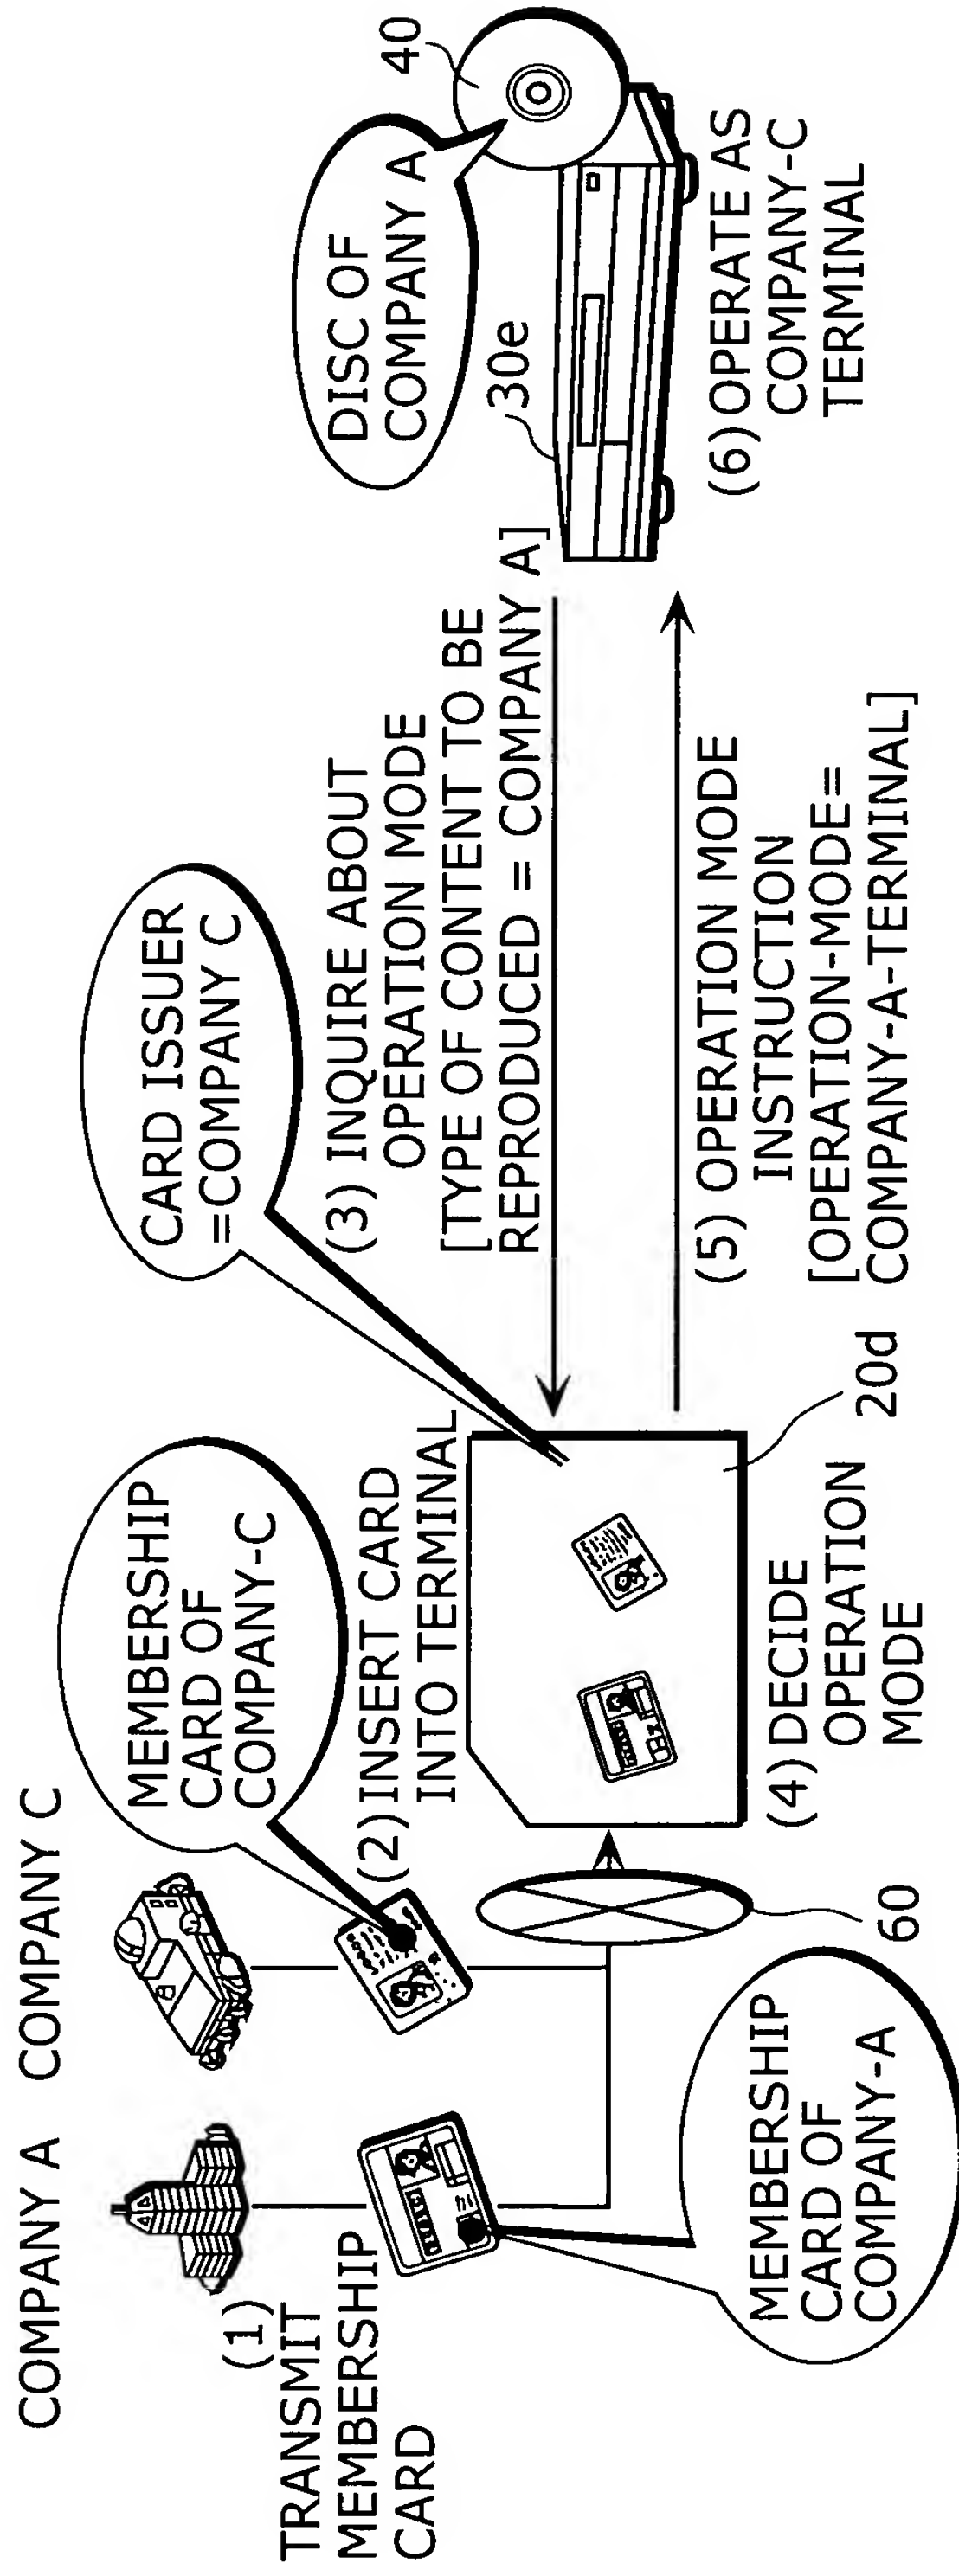 COMPANY A
COMPANY C
(1)
TRANSMIT
MEMBERSHIP
CARD
MEMBERSHIP
CARD OF
COMPANY-C
MEMBERSHIP
CARD OF
COMPANY-A
60
(2) INSERT CARD
INTO TERMINAL
CARD ISSUER
=COMPANY C
20d
(3) INQUIRE ABOUT
OPERATION MODE
[TYPE OF CONTENT TO BE
REPRODUCED = COMPANY A]
(4) DECIDE
OPERATION
MODE
(5) OPERATION MODE
INSTRUCTION
[OPERATION-MODE=
COMPANY-A-TERMINAL]
DISC OF
COMPANY A
40
30e
(6) OPERATE AS
COMPANY-C
TERMINAL